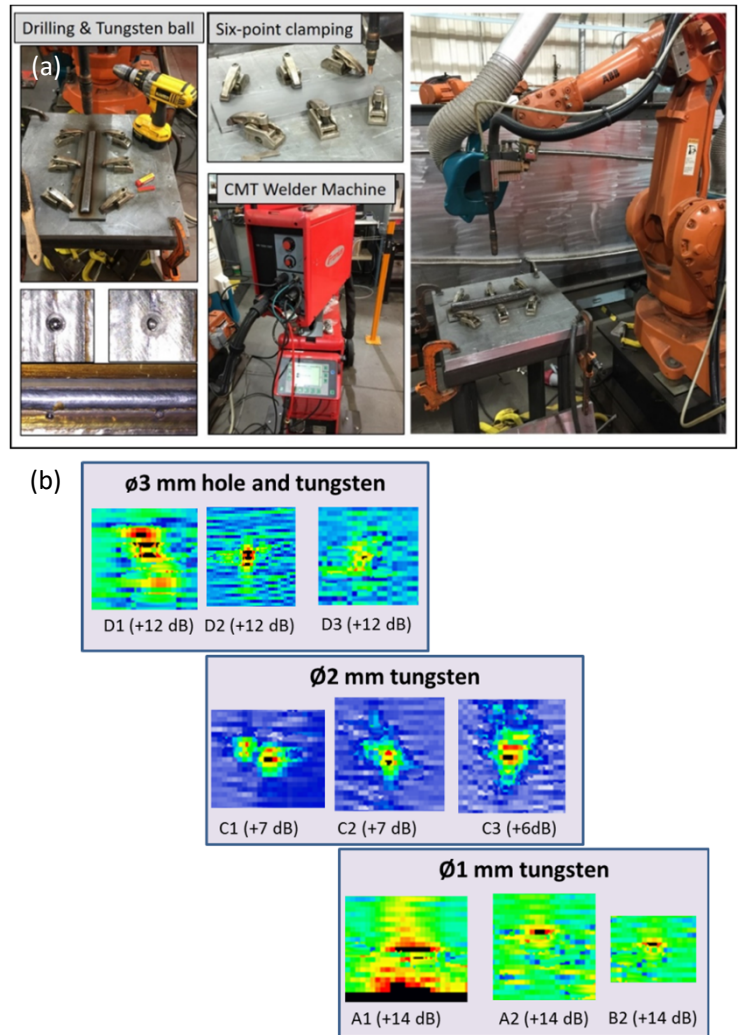 Drilling & Tungsten ball
Six-point clamping
(a)
ABB
CMT Welder Machine
(b)
ø3 mm hole and tungsten
D1 (+12 dB)
D2 (+12 dB)
D3 (+12 dB)
Ø2 mm tungsten
C1 (+7 dB)
C2 (+7 dB)
C3 (+6dB)
Ø1 mm tungsten
A1 (+14 dB)
A2 (+14 dB)
B2 (+14 dB)